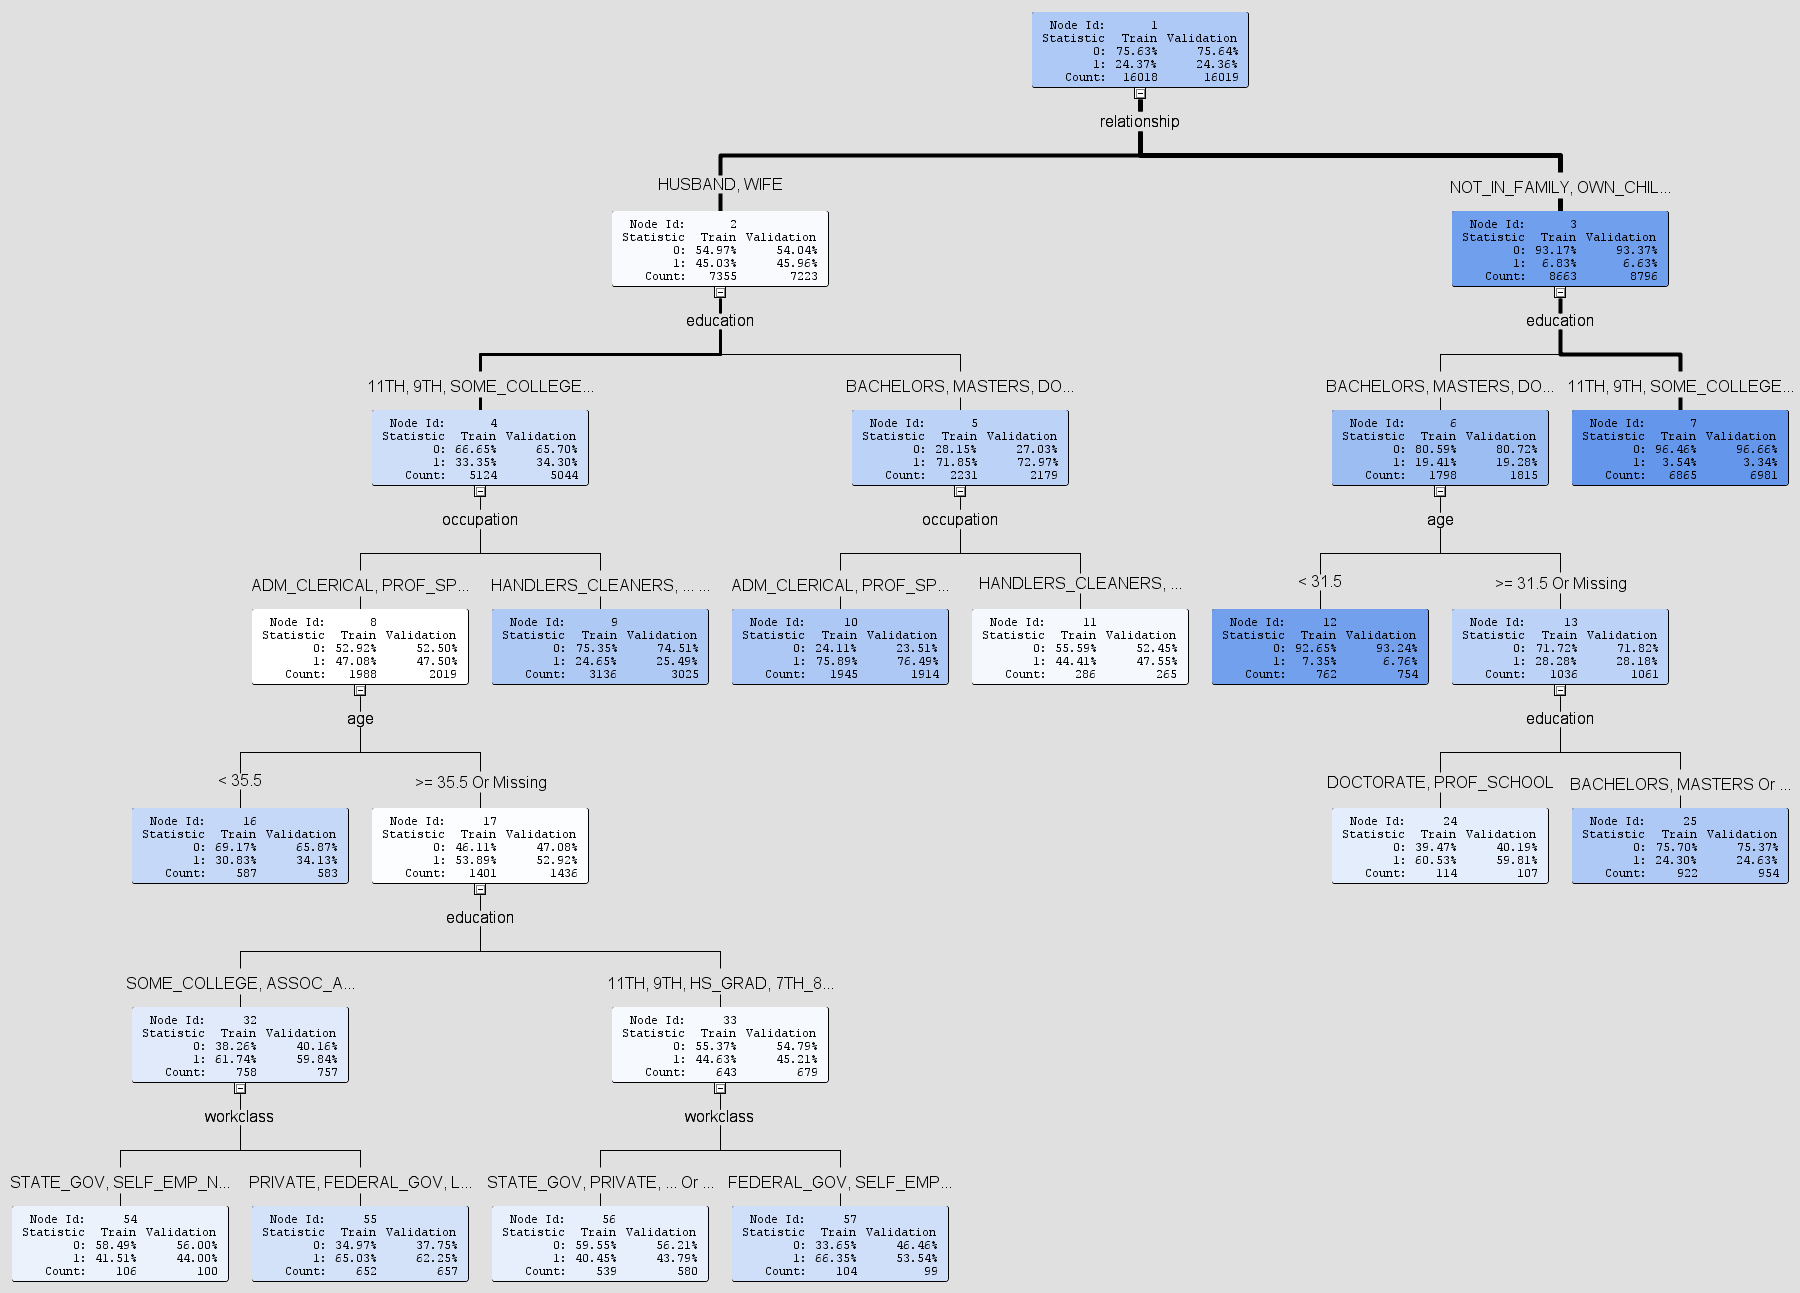 Node Id: 1
Statistic Train Validation
0: 75.63% 75.64%
1: 24.37% 24.36%
Count: 16018 16019
relationship
HUSBAND, WIFE
NOT_IN_FAMILY, OWN_CHIL...
Node Id: 2
Statistic Train Validation
0: 54.97% 54.04%
1: 45.03% 45.96%
Count: 7355 7223
Node Id: 3
Statistic Train Validation
0: 93.17% 93.37%
1: 6.83% 6.63%
Count: 8663 8796
education
education
11TH, 9TH, SOME_COLLEGE...
BACHELORS, MASTERS, DO...
BACHELORS, MASTERS, DO...
11TH, 9TH, SOME_COLLEGE...
Node Id: 4
Statistic Train Validation
0: 66.65% 65.70%
1: 33.35% 34.30%
Count: 5124 5044
Node Id: 5
Statistic Train Validation
0: 28.15% 27.03%
1: 71.85% 72.97%
Count: 2231 2179
Node Id: 6
Statistic Train Validation
0: 80.59% 80.72%
1: 19.41% 19.28%
Count: 1798 1815
Node Id: 7
Statistic Train Validation
0: 96.46% 96.66%
1: 3.54% 3.34%
Count: 6865 6981
occupation
occupation
age
ADM_CLERICAL, PROF_SP...
HANDLERS_CLEANERS, ... ...
ADM_CLERICAL, PROF_SP...
HANDLERS_CLEANERS, ...
< 31.5
>= 31.5 Or Missing
Node Id: 8
Statistic Train Validation
0: 52.92% 52.50%
1: 47.08% 47.50%
Count: 1988 2019
Node Id: 9
Statistic Train Validation
0: 75.35% 74.51%
1: 24.65% 25.49%
Count: 3136 3025
Node Id: 10
Statistic Train Validation
0: 24.11% 23.51%
1: 75.89% 76.49%
Count: 1945 1914
Node Id: 11
Statistic Train Validation
0: 55.59% 52.45%
1: 44.41% 47.55%
Count: 286 265
Node Id: 12
Statistic Train Validation
0: 92.65% 93.24%
1: 7.35% 6.76%
Count: 762 754
Node Id: 13
Statistic Train Validation
0: 71.72% 71.82%
1: 28.28% 28.18%
Count: 1036 1061
age
education
< 35.5
>= 35.5 Or Missing
DOCTORATE, PROF_SCHOOL
BACHELORS, MASTERS Or ...
Node Id: 16
Statistic Train Validation
0: 69.17% 65.87%
1: 30.83% 34.13%
Count: 587 583
Node Id: 17
Statistic Train Validation
0: 46.11% 47.08%
1: 53.89% 52.92%
Count: 1401 1436
Node Id: 24
Statistic Train Validation
0: 39.47% 40.19%
1: 60.53% 59.81%
Count: 114 107
Node Id: 25
Statistic Train Validation
0: 75.70% 75.37%
1: 24.30% 24.63%
Count: 922 954
education
SOME_COLLEGE, ASSOC_A...
11TH, 9TH, HS_GRAD, 7TH_8...
Node Id: 32
Statistic Train Validation
0: 38.26% 40.16%
1: 61.74% 59.84%
Count: 758 757
Node Id: 33
Statistic Train Validation
0: 55.37% 54.79%
1: 44.63% 45.21%
Count: 643 679
workclass
workclass
STATE_GOV, SELF_EMP_N...
PRIVATE, FEDERAL_GOV, L...
STATE_GOV, PRIVATE, ... Or ...
FEDERAL_GOV, SELF_EMP...
Node Id: 54
Statistic Train Validation
0: 58.49% 56.00%
1: 41.51% 44.00%
Count: 106 100
Node Id: 55
Statistic Train Validation
0: 34.97% 37.75%
1: 65.03% 62.25%
Count: 652 657
Node Id: 56
Statistic Train Validation
0: 59.55% 56.21%
1: 40.45% 43.79%
Count: 539 580
Node Id: 57
Statistic Train Validation
0: 33.65% 46.46%
1: 66.35% 53.54%
Count: 104 99